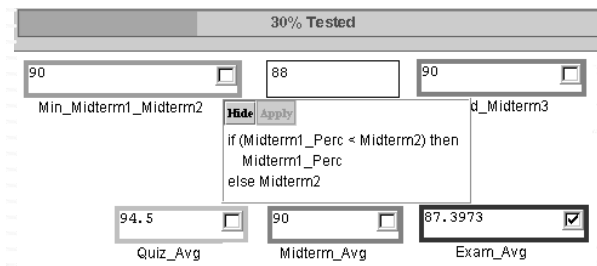 30% Tested
90 88 90
Min_Midterm1_Midterm2 d_Midterm3
Hide Apply
if (Midterm1_Perc < Midterm2) then
Midterm1_Perc
else Midterm2
94.5 90 87.3973
Quiz_Avg Midterm_Avg Exam_Avg